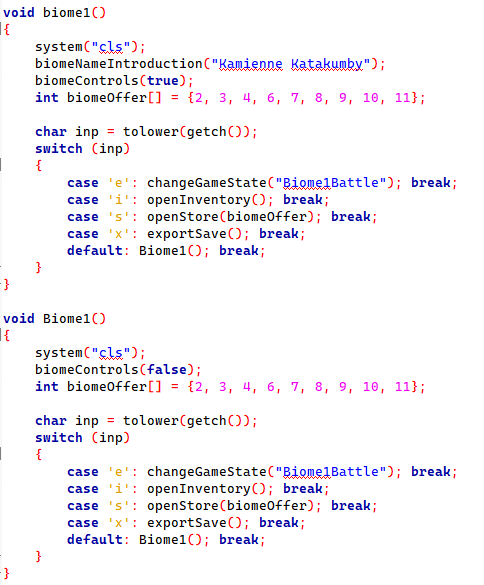 void biome1()
{
    system("cls");
    biomeNameIntroduction("Kamienne Katakumby");
    biomeControls(true);
    int biomeOffer[] = {2, 3, 4, 6, 7, 8, 9, 10, 11};

    char inp = tolower(getch());
    switch (inp)
    {
        case 'e': changeGameState("Biome1Battle"); break;
        case 'i': openInventory(); break;
        case 's': openStore(biomeOffer); break;
        case 'x': exportSave(); break;
        default: Biome1(); break;
    }
}

void Biome1()
{
    system("cls");
    biomeControls(false);
    int biomeOffer[] = {2, 3, 4, 6, 7, 8, 9, 10, 11};

    char inp = tolower(getch());
    switch (inp)
    {
        case 'e': changeGameState("Biome1Battle"); break;
        case 'i': openInventory(); break;
        case 's': openStore(biomeOffer); break;
        case 'x': exportSave(); break;
        default: Biome1(); break;
    }
}